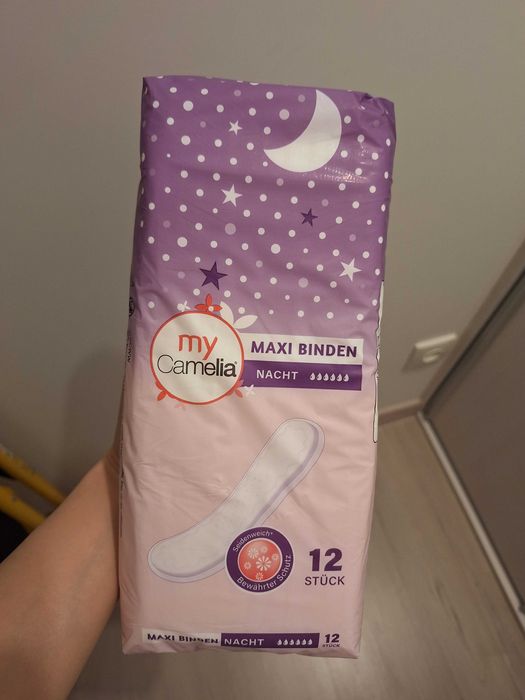 my
Camelia®
MAXI BINDEN
NACHT
Seidenweich*
Bewährter Schutz
12
STÜCK
MAXI BINDEN NACHT
12
STÜCK